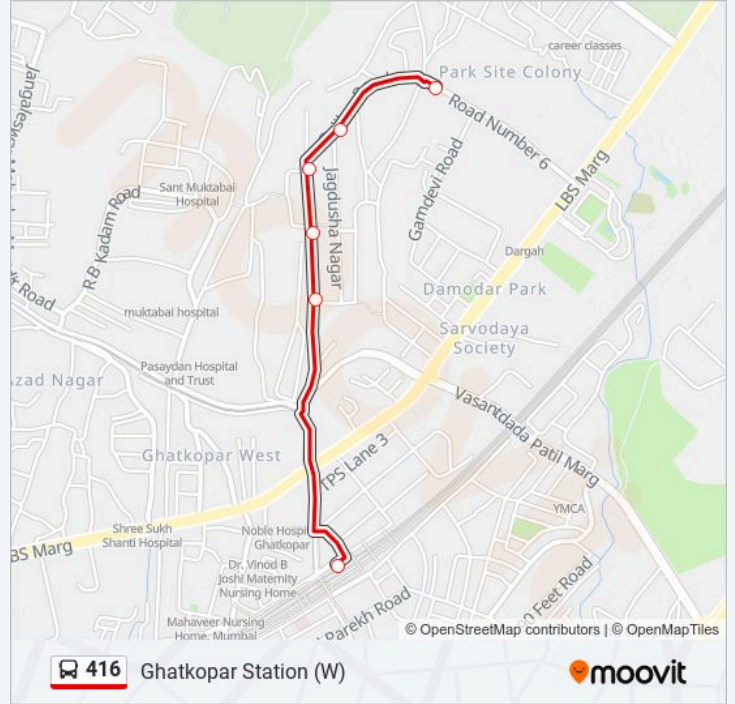 career classes
Park Site Colony
Road Number 6
LBS Marg
Gamdevi Road
Jagdusha Nagar
Sant Muktabai
Hospital
RB Kadam Road
Dargah
Damodar Park
muktabai hospital
Sarvodaya
Society
Pasaydan Hospital
and Trust
Azad Nagar
Vasantdada Patil Marg
Ghatkopar West
TPS Lane 3
YMCA
Shree Sukh
Shanti Hospital
BS Marg
Noble Hospi
Ghatkopar
Dr. Vinod B
Joshi Maternity
Nursing Home
Mahaveer Nursing
Home, Mumbai
Parekh Road
Feet Road
© OpenStreetMap contributors | © OpenMapTiles
416 Ghatkopar Station (W)
moovit